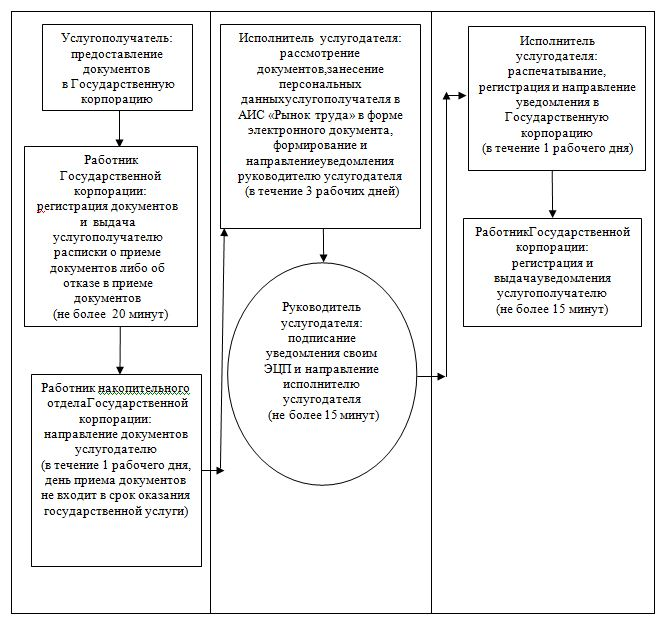 Услугополучатель:
предоставление
документов
в Государственную
корпорацию
Работник
Государственной
корпорации:
регистрация документов
и выдача
услугополучателю
расписки о приеме
документов либо об
отказе в приеме
документов
(не более 20 минут)
Работник накопительного
отделаГосударственной
корпорации:
направление документов
услугодателю
(в течение 1 рабочего дня,
день приема документов
не входит в срок оказания
государственной услуги)
Исполнитель услугодателя:
рассмотрение
документов,занесение
персональных
данныхуслугополучателя в
АИС «Рынок труда» в форме
электронного документа,
формирование и
направлениеуведомления
руководителю услугодателя
(в течение 3 рабочих дней)
Руководитель
услугодателя:
подписание
уведомления своим
ЭЦП и направление
исполнителю
услугодателя
(не более 15 минут)
Исполнитель
услугодателя:
распечатывание,
регистрация и направление
уведомления в
Государственную
корпорацию
(в течение 1 рабочего дня)
РаботникГосударственной
корпорации:
регистрация и
выдачауведомления
услугополучателю
(не более 15 минут)